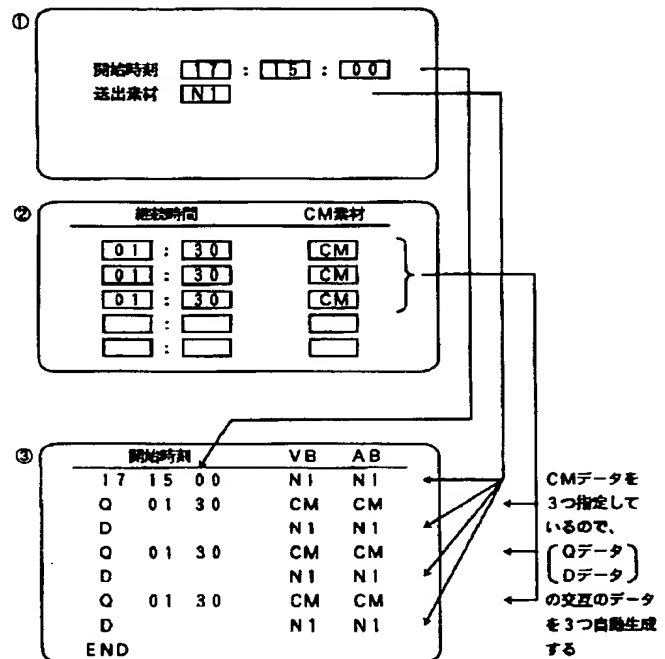 ①
開始時刻 17 : 15 : 00
送出素材 N1
②
継続時間 CM素材
01 : 30 CM
01 : 30 CM
01 : 30 CM
: 
: 
③
開始時刻 VB AB
17 15 00 N1 N1
Q 01 30 CM CM
D N1 N1
Q 01 30 CM CM
D N1 N1
Q 01 30 CM CM
D N1 N1
END
CMデータを
3つ指定して
いるので、
Qデータ
Dデータ
の交互のデータ
を3つ自動生成
する